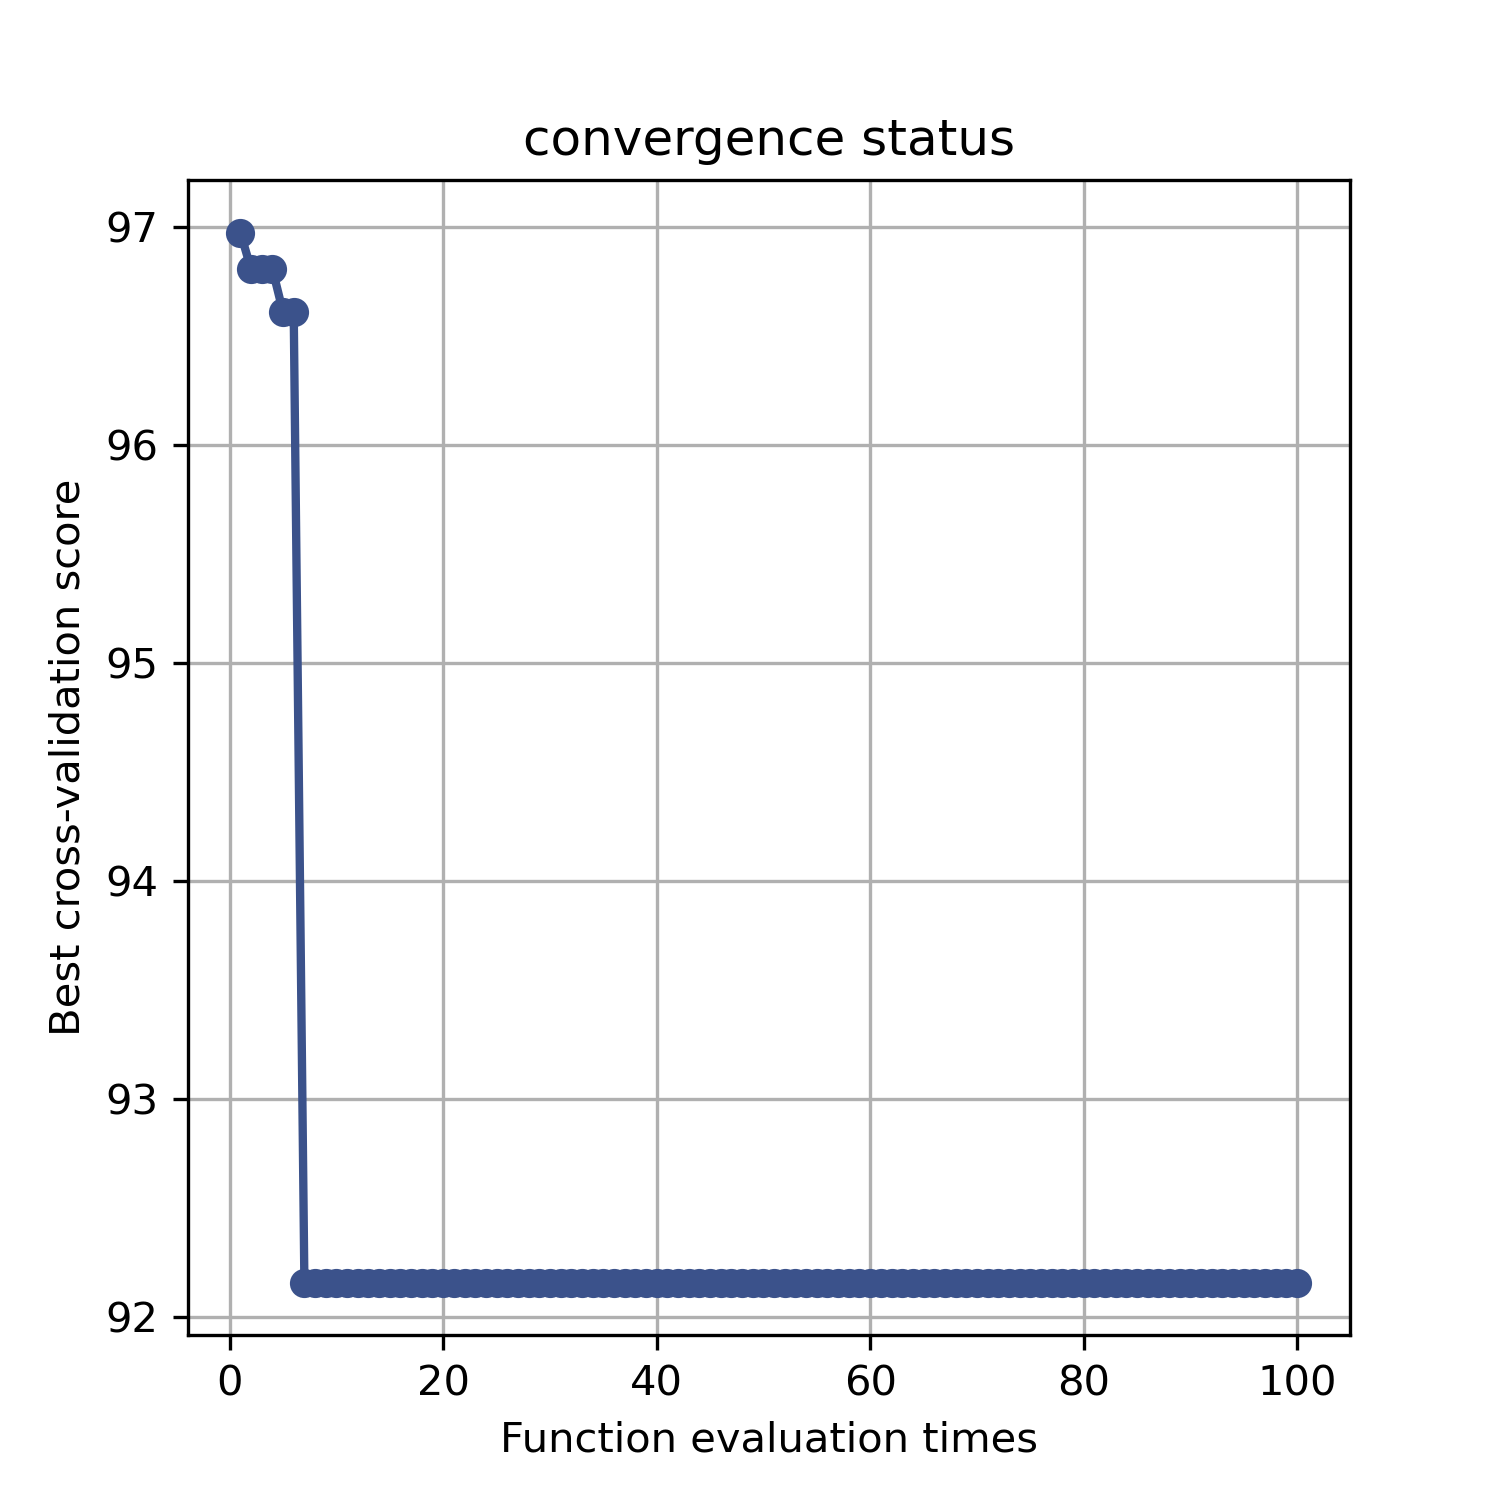 convergence status
97
96
95
94
93
92
Best cross-validation score
0 20 40 60 80 100
Function evaluation times